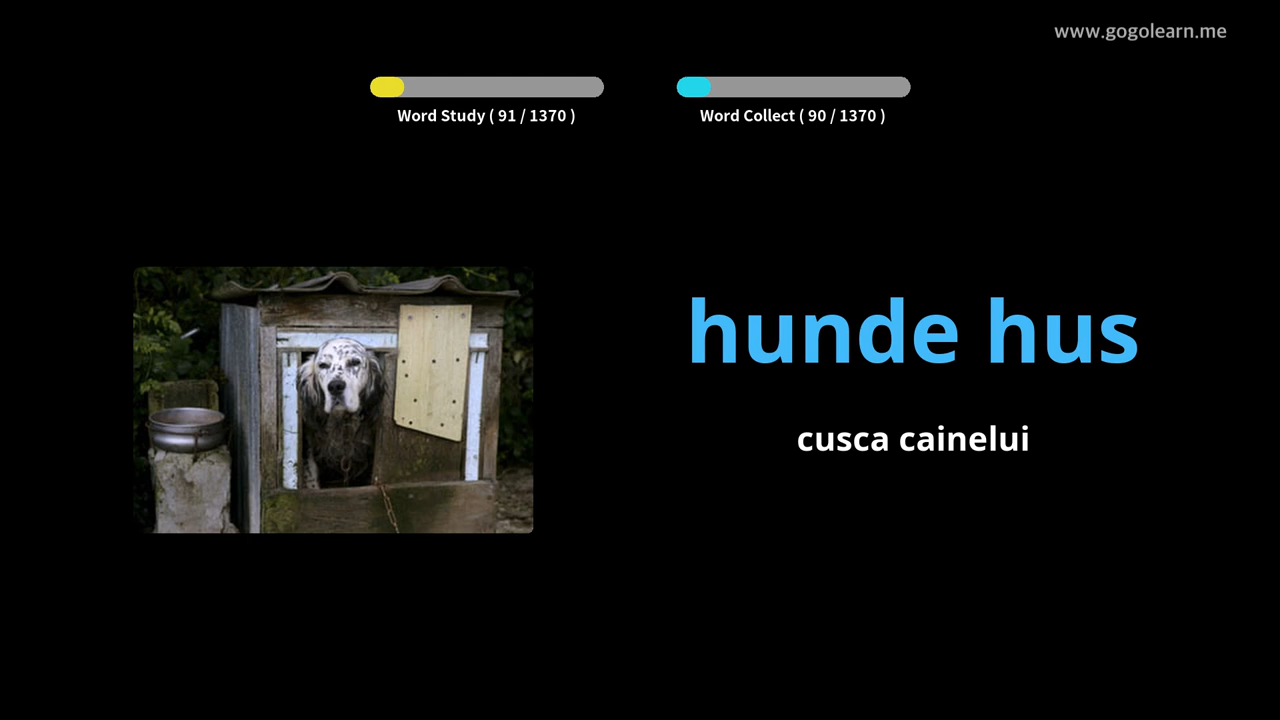 www.gogolearn.me
Word Study ( 91 / 1370 )
Word Collect ( 90 / 1370 )
hunde hus
cusca cainelui